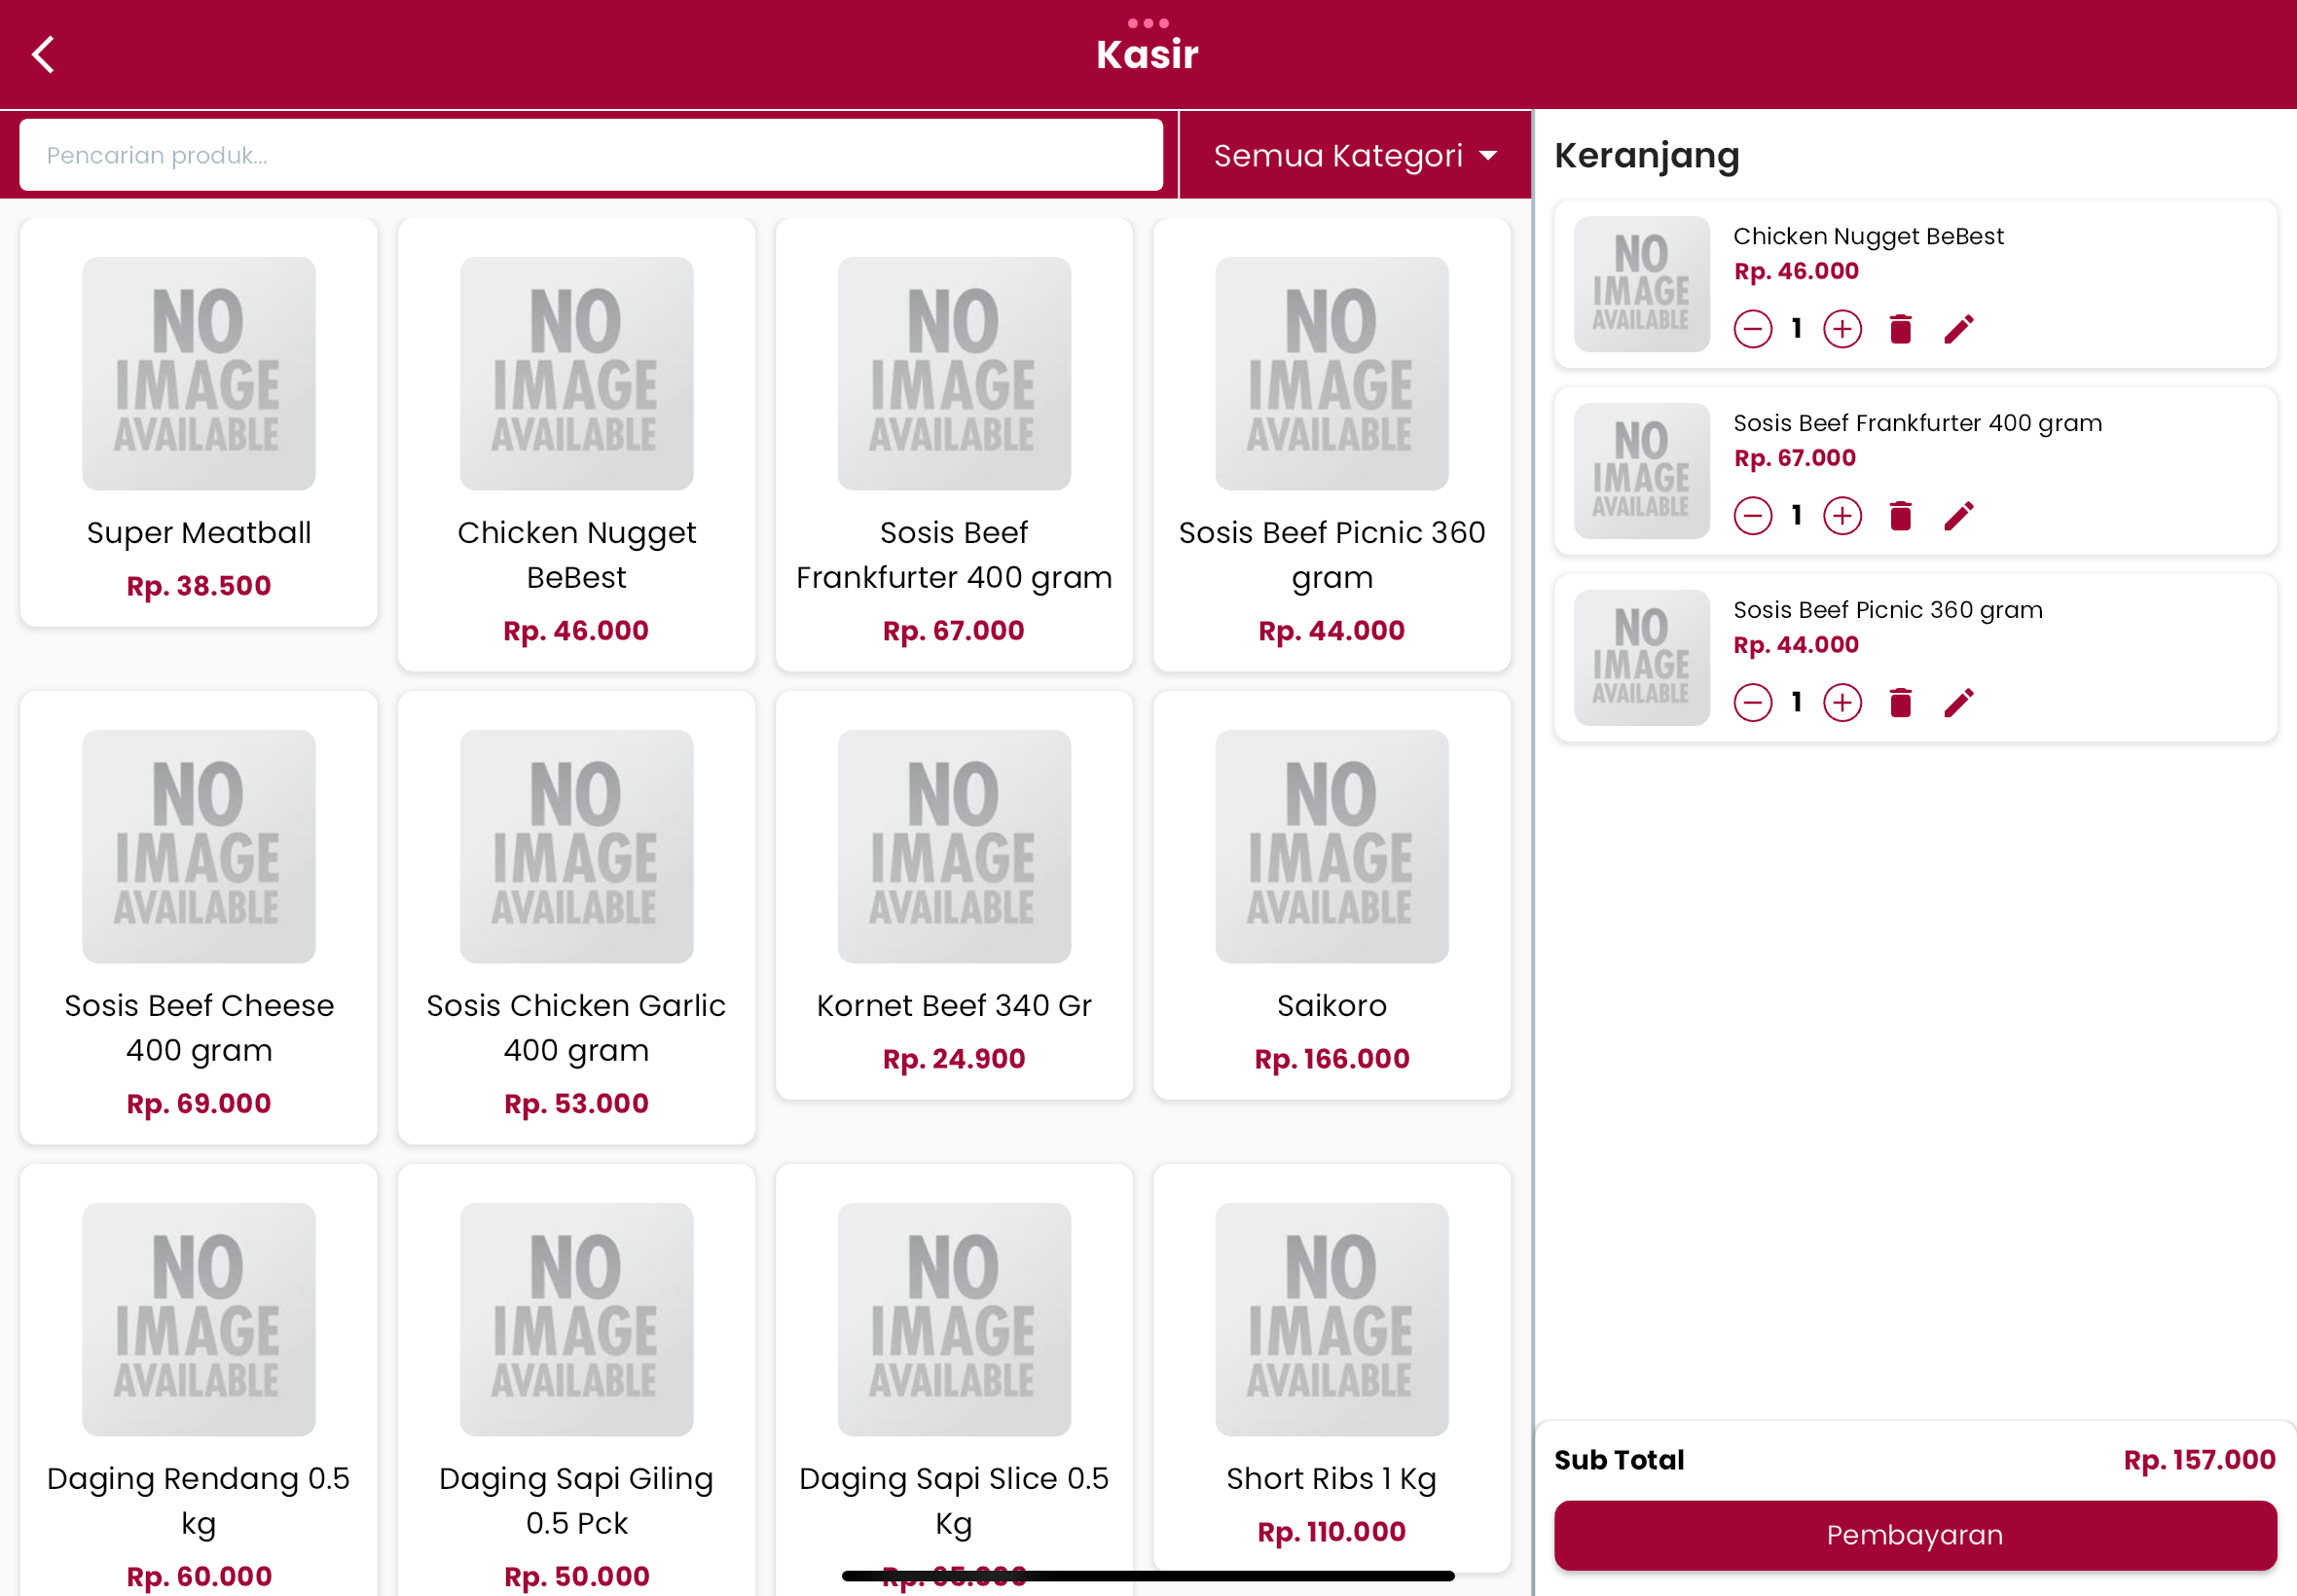 Kasir
Pencarian produk...
Semua Kategori
NO
IMAGE
AVAILABLE
Super Meatball
Rp. 38.500
NO
IMAGE
AVAILABLE
Chicken Nugget
BeBest
Rp. 46.000
NO
IMAGE
AVAILABLE
Sosis Beef
Frankfurter 400 gram
Rp. 67.000
NO
IMAGE
AVAILABLE
Sosis Beef Picnic 360
gram
Rp. 44.000
NO
IMAGE
AVAILABLE
Sosis Beef Cheese
400 gram
Rp. 69.000
NO
IMAGE
AVAILABLE
Sosis Chicken Garlic
400 gram
Rp. 53.000
NO
IMAGE
AVAILABLE
Kornet Beef 340 Gr
Rp. 24.900
NO
IMAGE
AVAILABLE
Saikoro
Rp. 166.000
NO
IMAGE
AVAILABLE
Daging Rendang 0.5
kg
Rp. 60.000
NO
IMAGE
AVAILABLE
Daging Sapi Giling
0.5 Pck
Rp. 50.000
NO
IMAGE
AVAILABLE
Daging Sapi Slice 0.5
Kg
Rp.
NO
IMAGE
AVAILABLE
Short Ribs 1 Kg
Rp. 110.000
Keranjang
NO
IMAGE
AVAILABLE
Chicken Nugget BeBest
Rp. 46.000
1
NO
IMAGE
AVAILABLE
Sosis Beef Frankfurter 400 gram
Rp. 67.000
1
NO
IMAGE
AVAILABLE
Sosis Beef Picnic 360 gram
Rp. 44.000
1
Sub Total
Rp. 157.000
Pembayaran